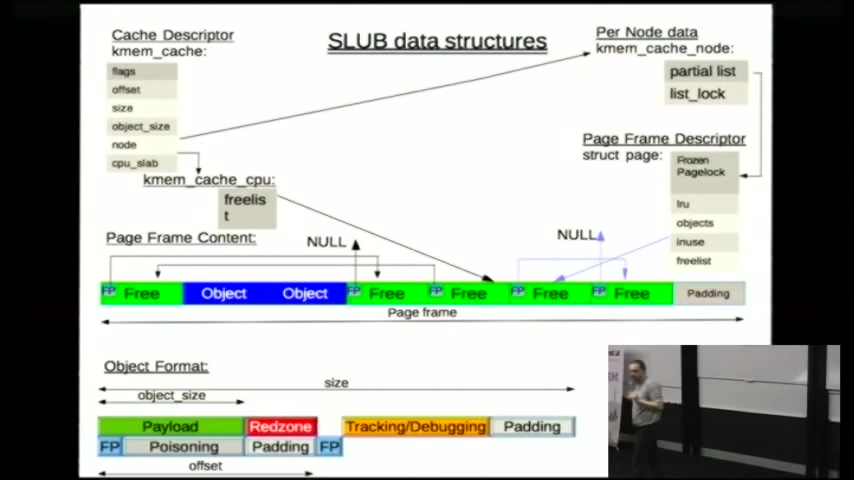 SLUB data structures
Cache Descriptor
kmem_cache:
flags
offset
size
object_size
node
cpu_slab
kmem_cache_cpu:
freelis
t
Per Node data
kmem_cache_node:
partial list
list_lock
Page Frame Descriptor
struct page:
Frozen
Pagelock
lru
objects
inuse
freelist
Page Frame Content:
NULL
NULL
FP Free Object Object FP Free FP Free FP Free FP Free Padding
Page frame
Object Format:
size
object_size
Payload Redzone Tracking/Debugging Padding
FP Poisoning Padding FP
offset